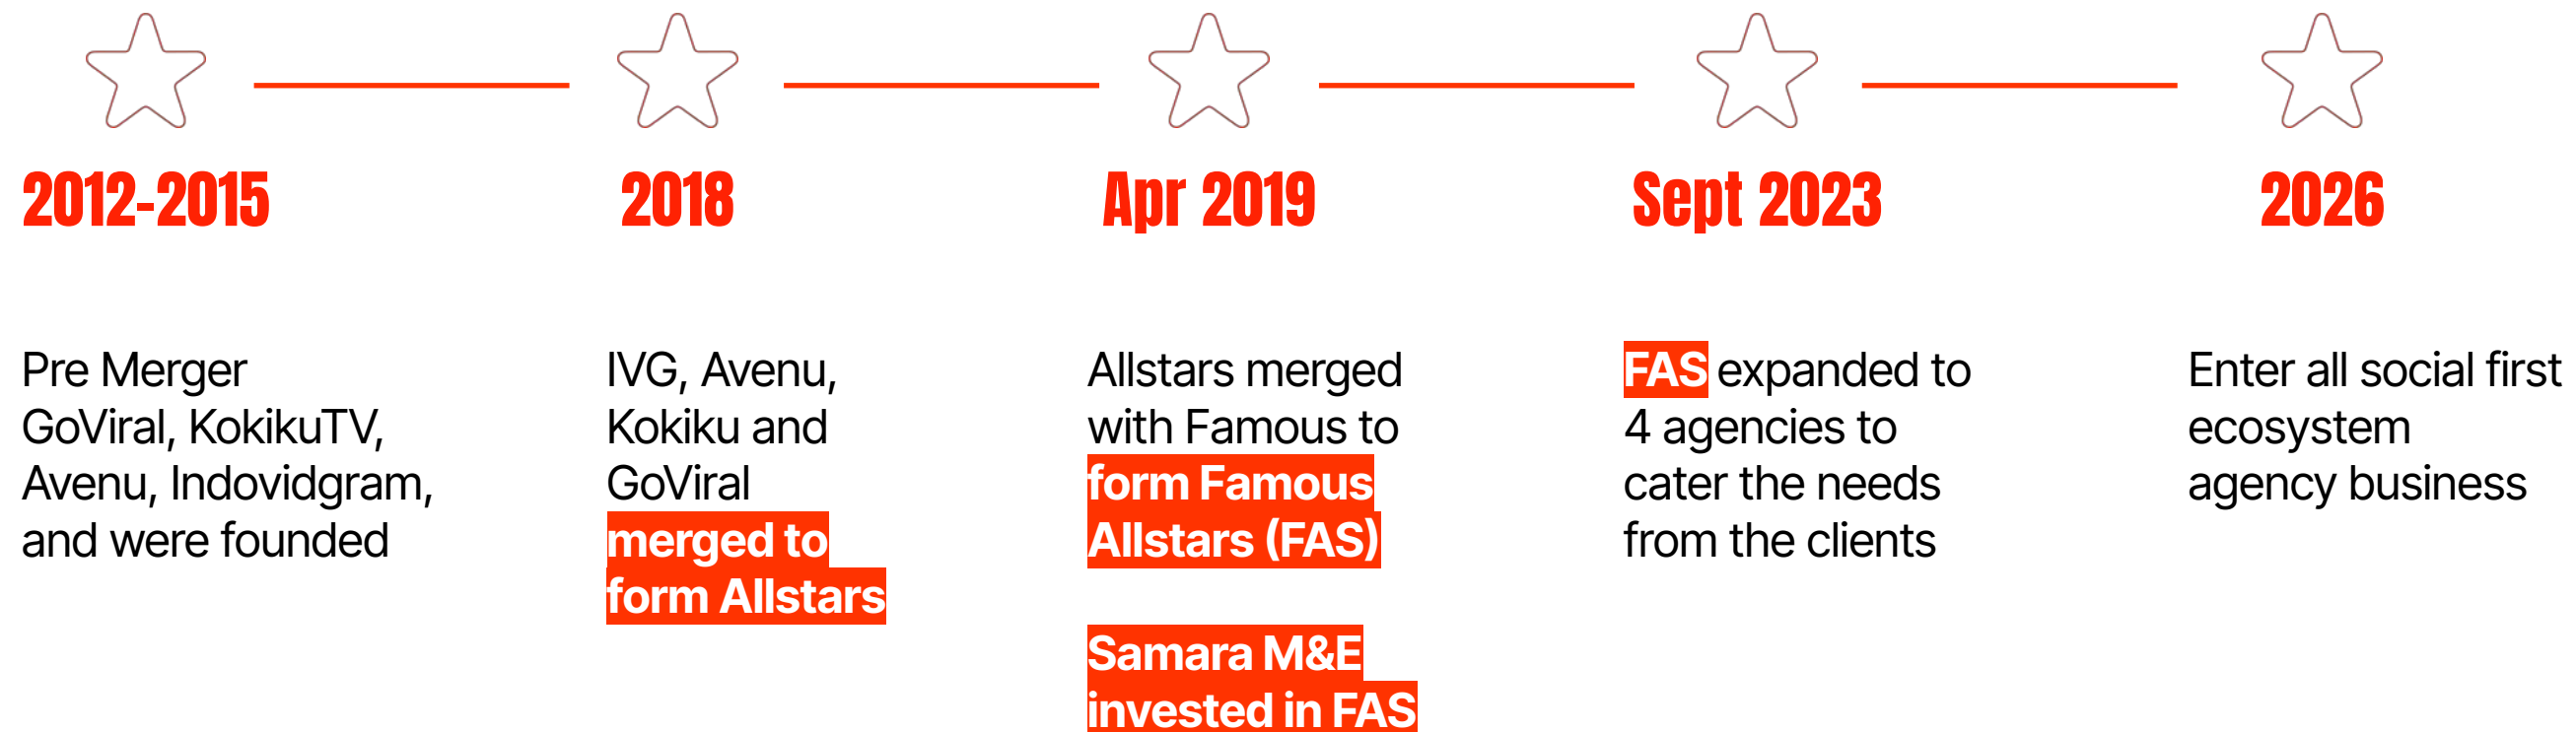 2012-2015
Pre Merger
GoViral, KokikuTV,
Avenu, Indovidgram,
and were founded
2018
IVG, Avenu,
Kokiku and
GoViral
merged to
form Allstars
Apr 2019
Allstars merged
with Famous to
form Famous
Allstars (FAS)
Samara M&E
invested in FAS
Sept 2023
FAS expanded to
4 agencies to
cater the needs
from the clients
2026
Enter all social first
ecosystem
agency business